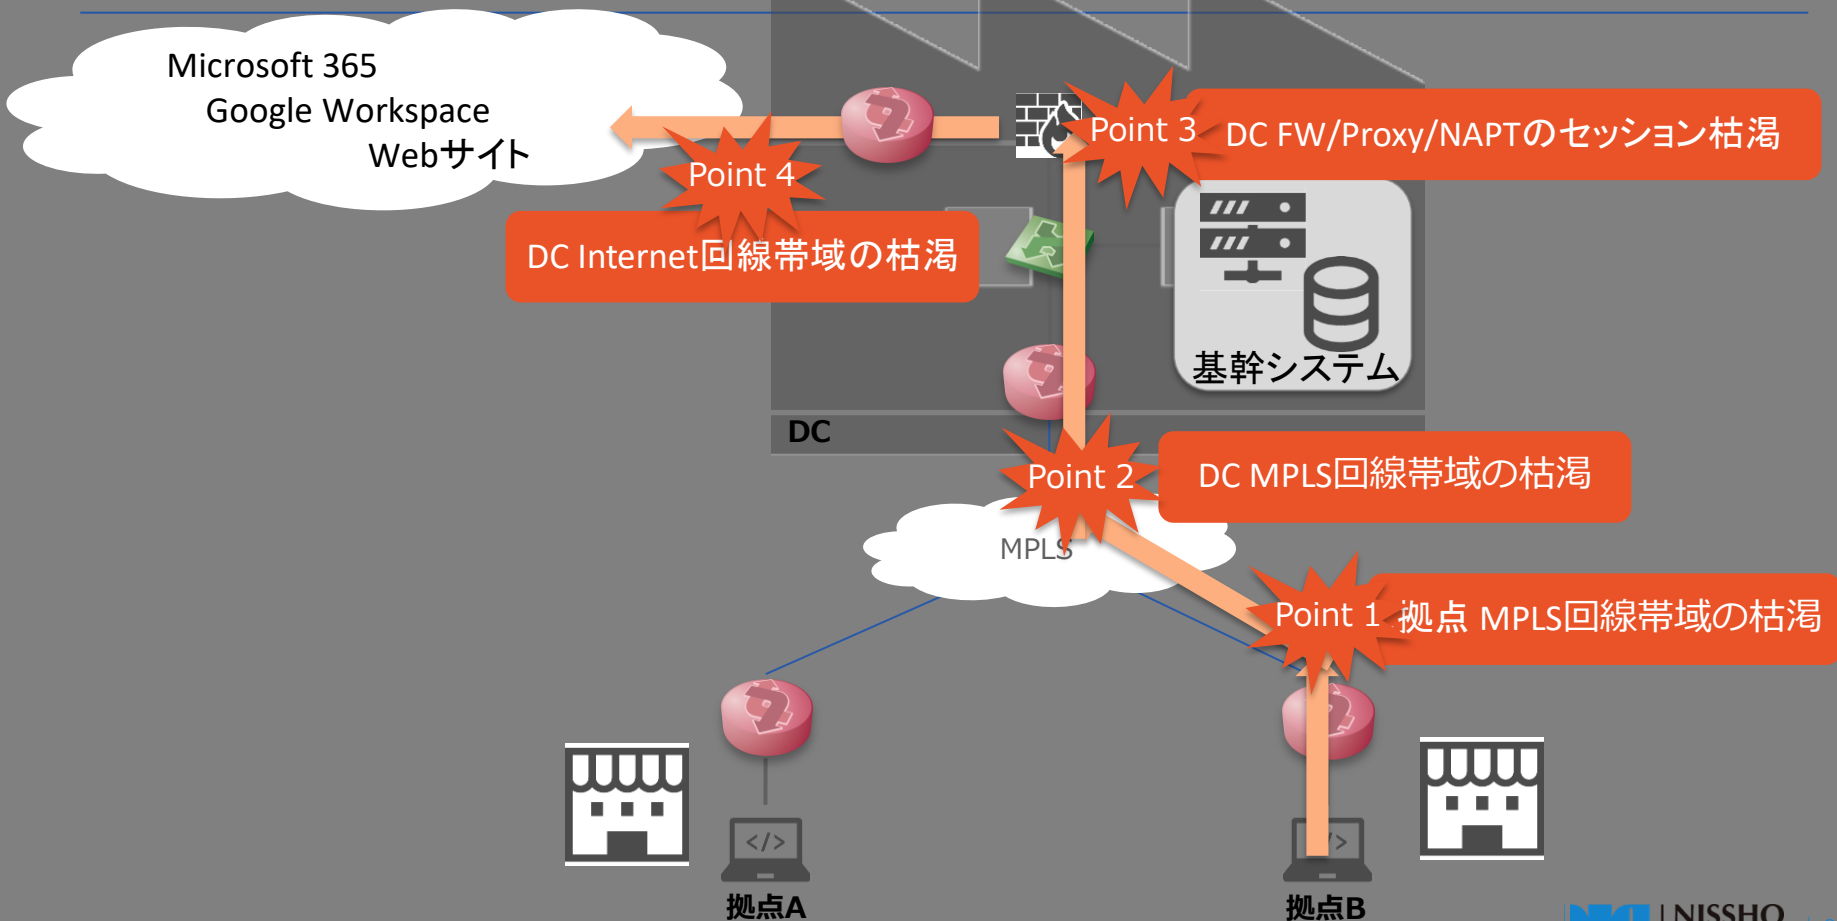 Microsoft 365
Google Workspace
Webサイト
Point 3
DC FW/Proxy/NAPTのセッション枯渇
Point 4
DC Internet回線帯域の枯渇
基幹システム
DC
Point 2
DC MPLS回線帯域の枯渇
MPLS
Point 1
拠点 MPLS回線帯域の枯渇
</>
</>
拠点A
拠点B
NISSHO